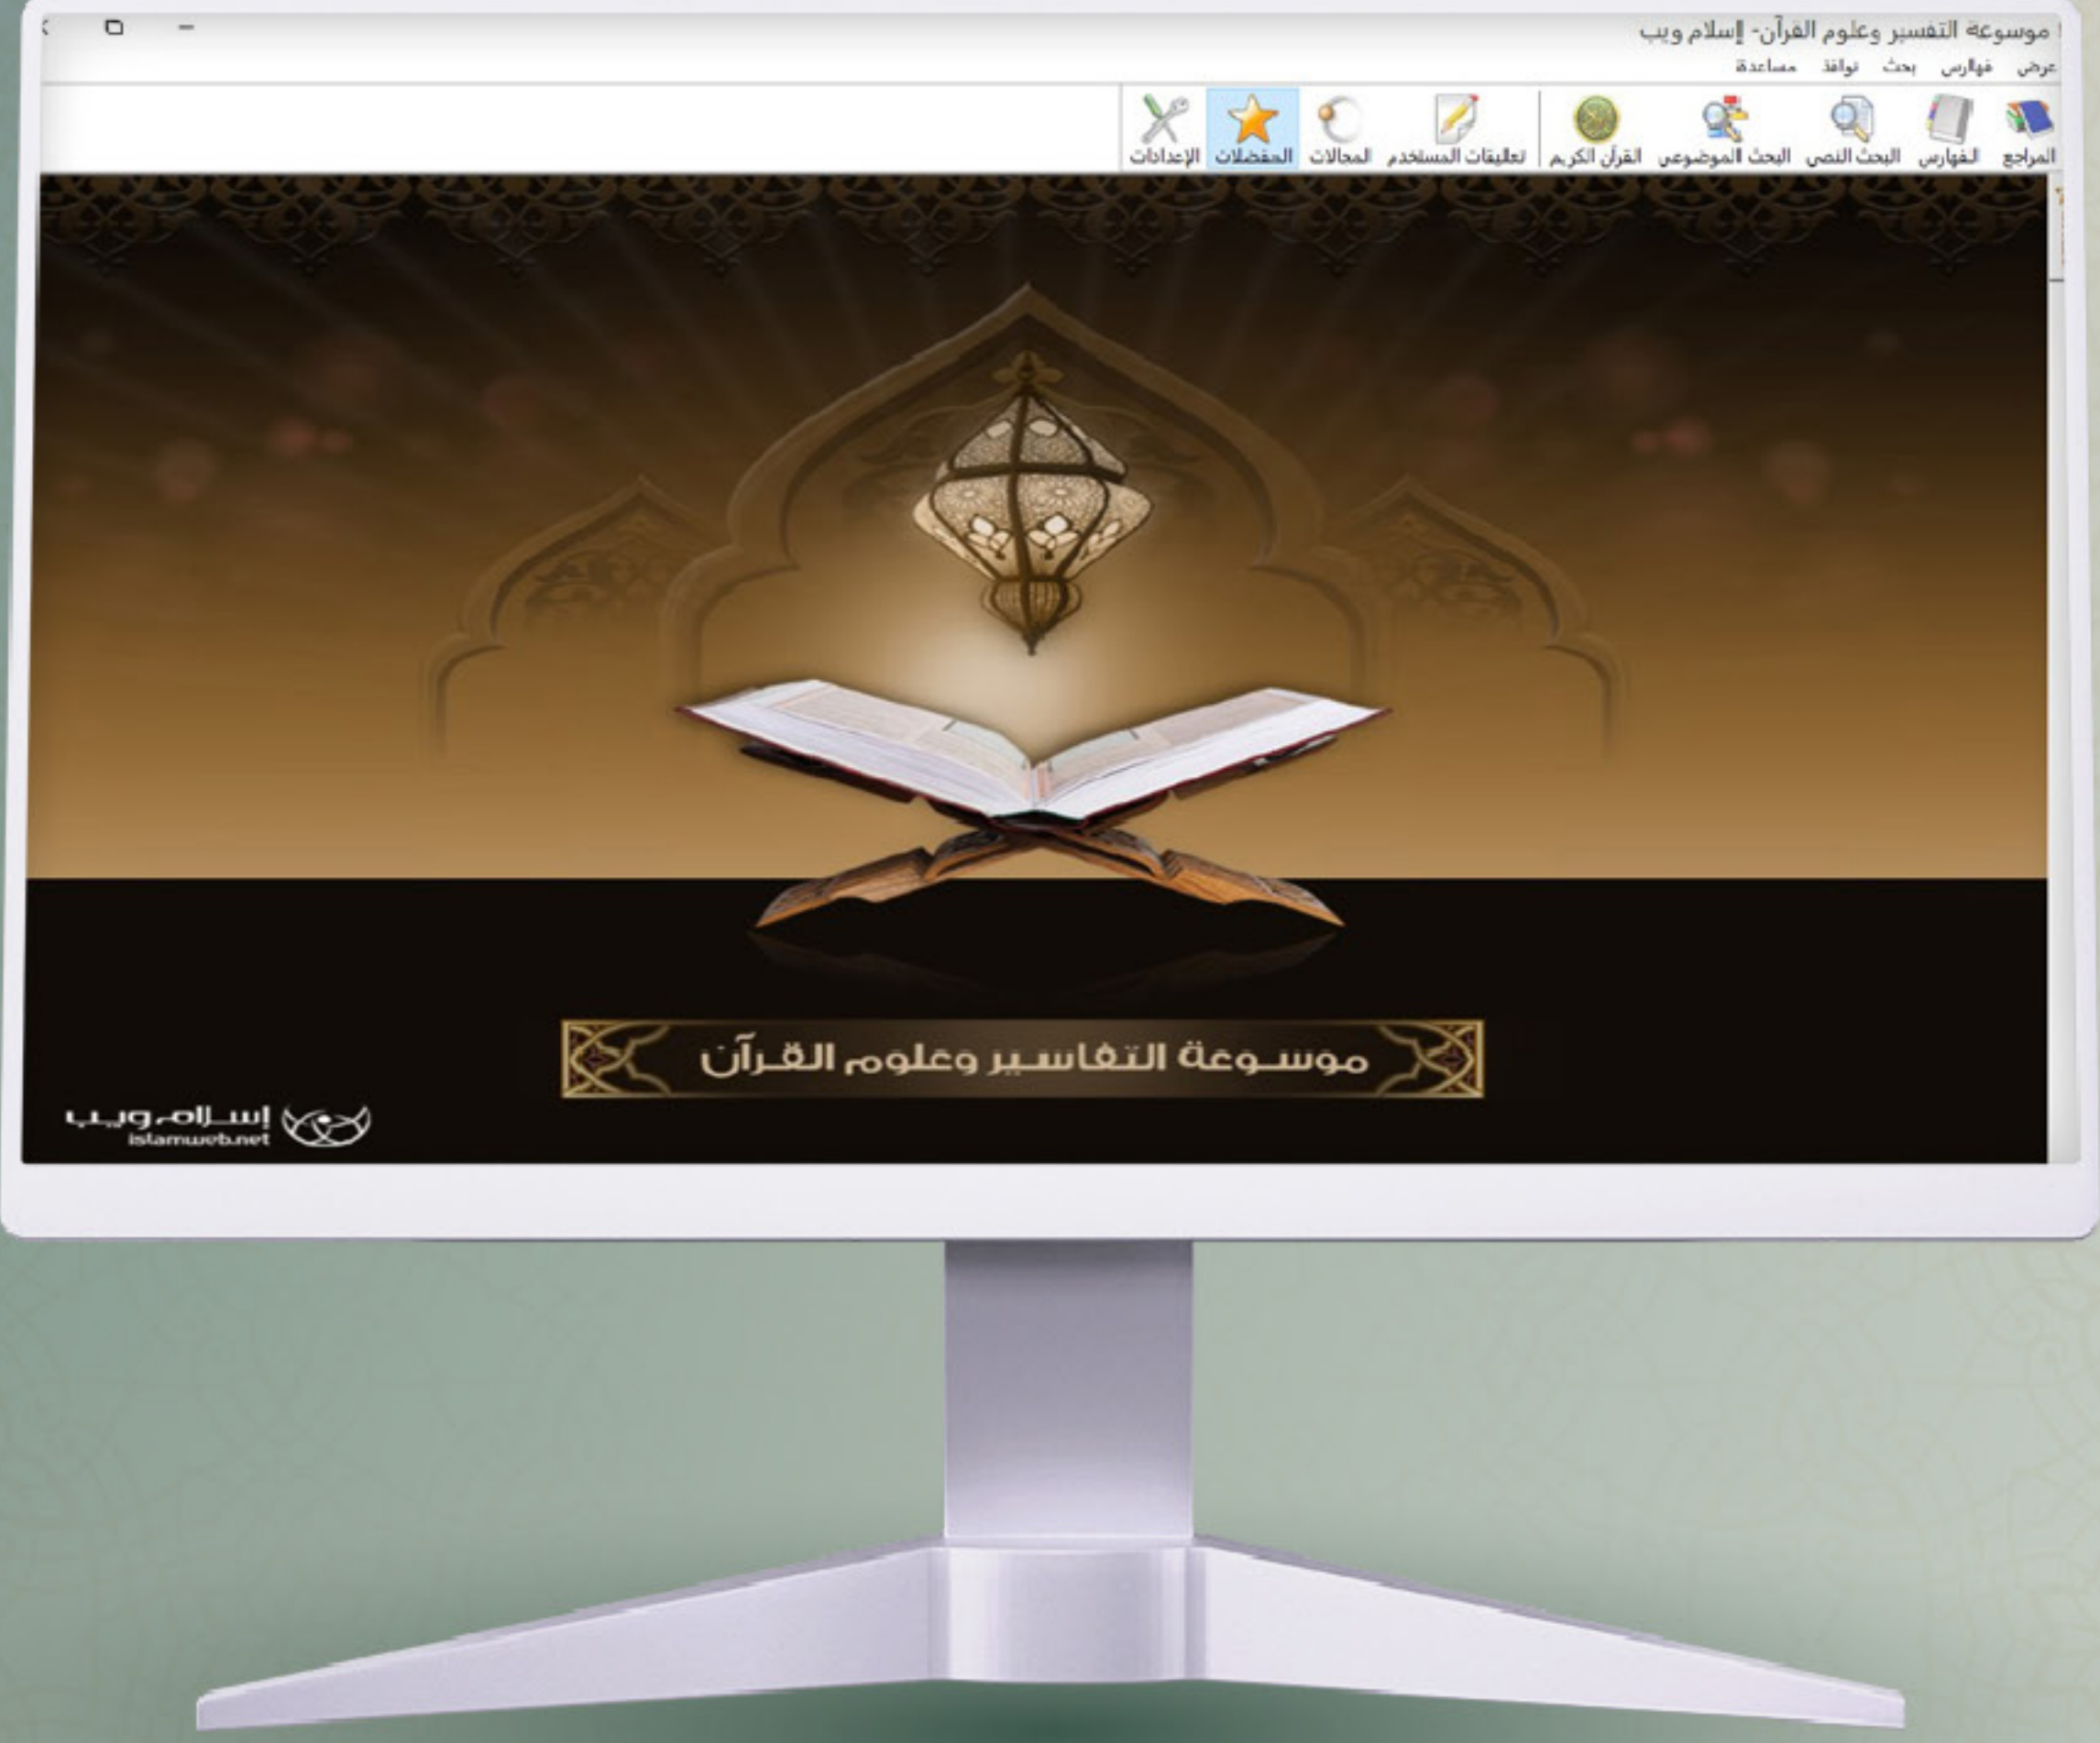 موسوعة التفسير وعلوم القرآن- إسلام ويب
عرض فهارس بحث نوافذ مساعدة
المراجع الفهارس البحث النصي البحث الموضوعي القرآن الكريم تعليقات المستخدم المجالات المفضلات الإعدادات
موسوعة التفاسير وعلوم القرآن
إسلام ويب
islamweb.net